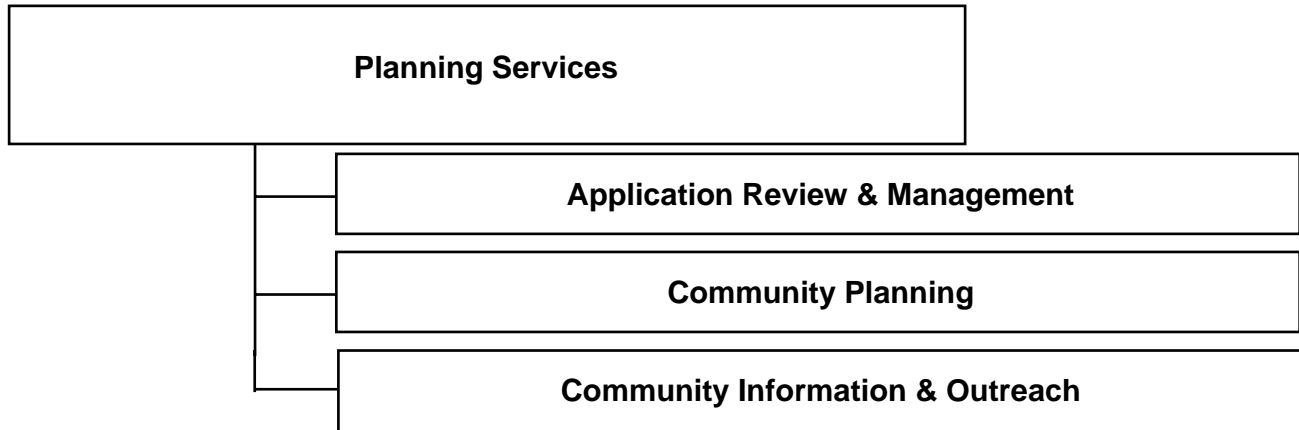 Planning Services
Application Review & Management
Community Planning
Community Information & Outreach